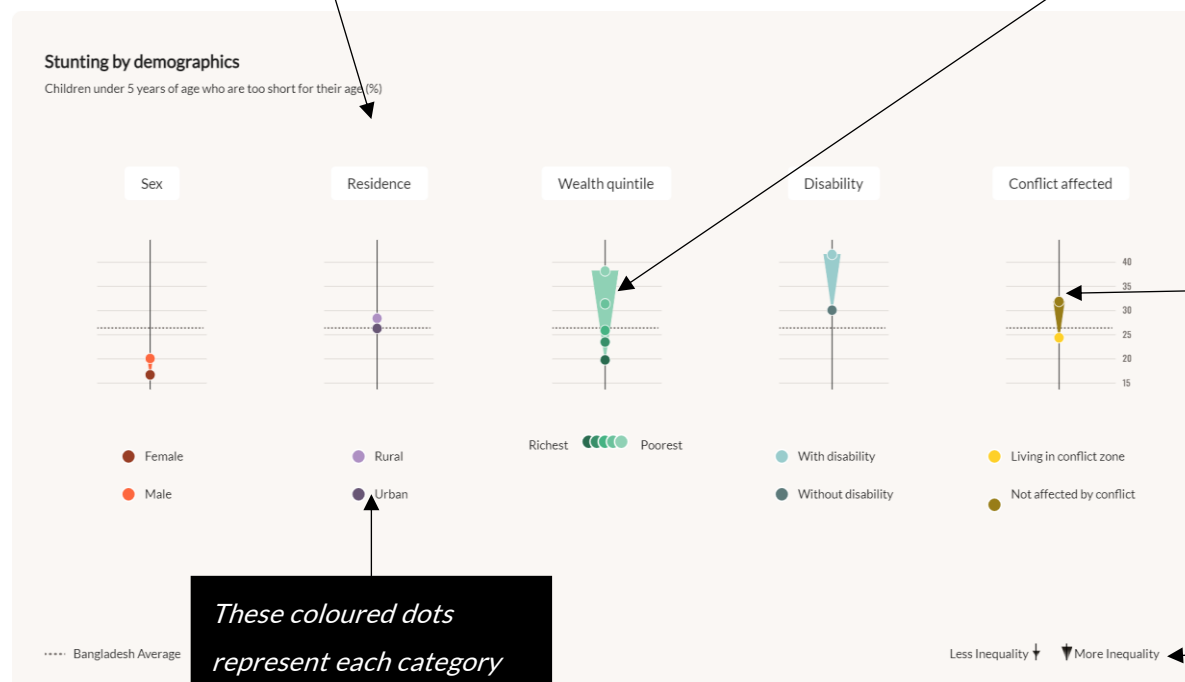 Stunting by demographics
Children under 5 years of age who are too short for their age (%)
Sex
Residence
Wealth quintile
Disability
Conflict affected
40
35
30
25
20
15
Richest
Poorest
Female
Rural
With disability
Living in conflict zone
Male
Urban
Without disability
Not affected by conflict
These coloured dots
represent each category
Bangladesh Average
Less Inequality
More Inequality